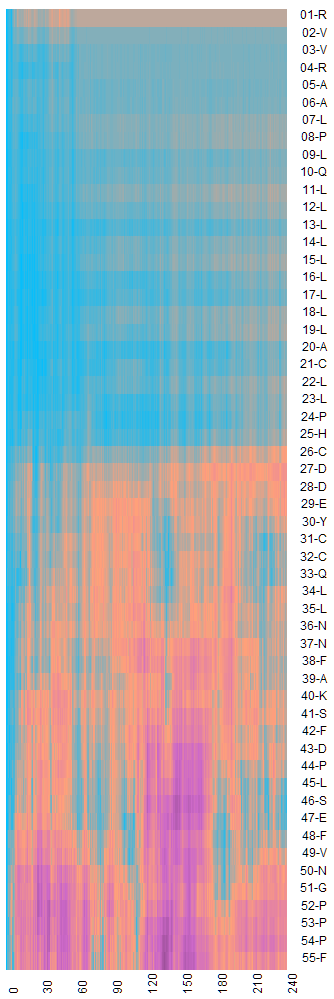 01-R
02-V
03-V
04-R
05-A
06-A
07-L
08-P
09-L
10-Q
11-L
12-L
13-L
14-L
15-L
16-L
17-L
18-L
19-L
20-A
21-C
22-L
23-L
24-P
25-H
26-C
27-D
28-D
29-E
30-Y
31-C
32-C
33-Q
34-L
35-L
36-N
37-N
38-F
39-A
40-K
41-S
42-F
43-D
44-P
45-L
46-S
47-E
48-F
49-V
50-N
51-G
52-P
53-P
54-P
55-F
0 30 60 90 120 150 180 210 240